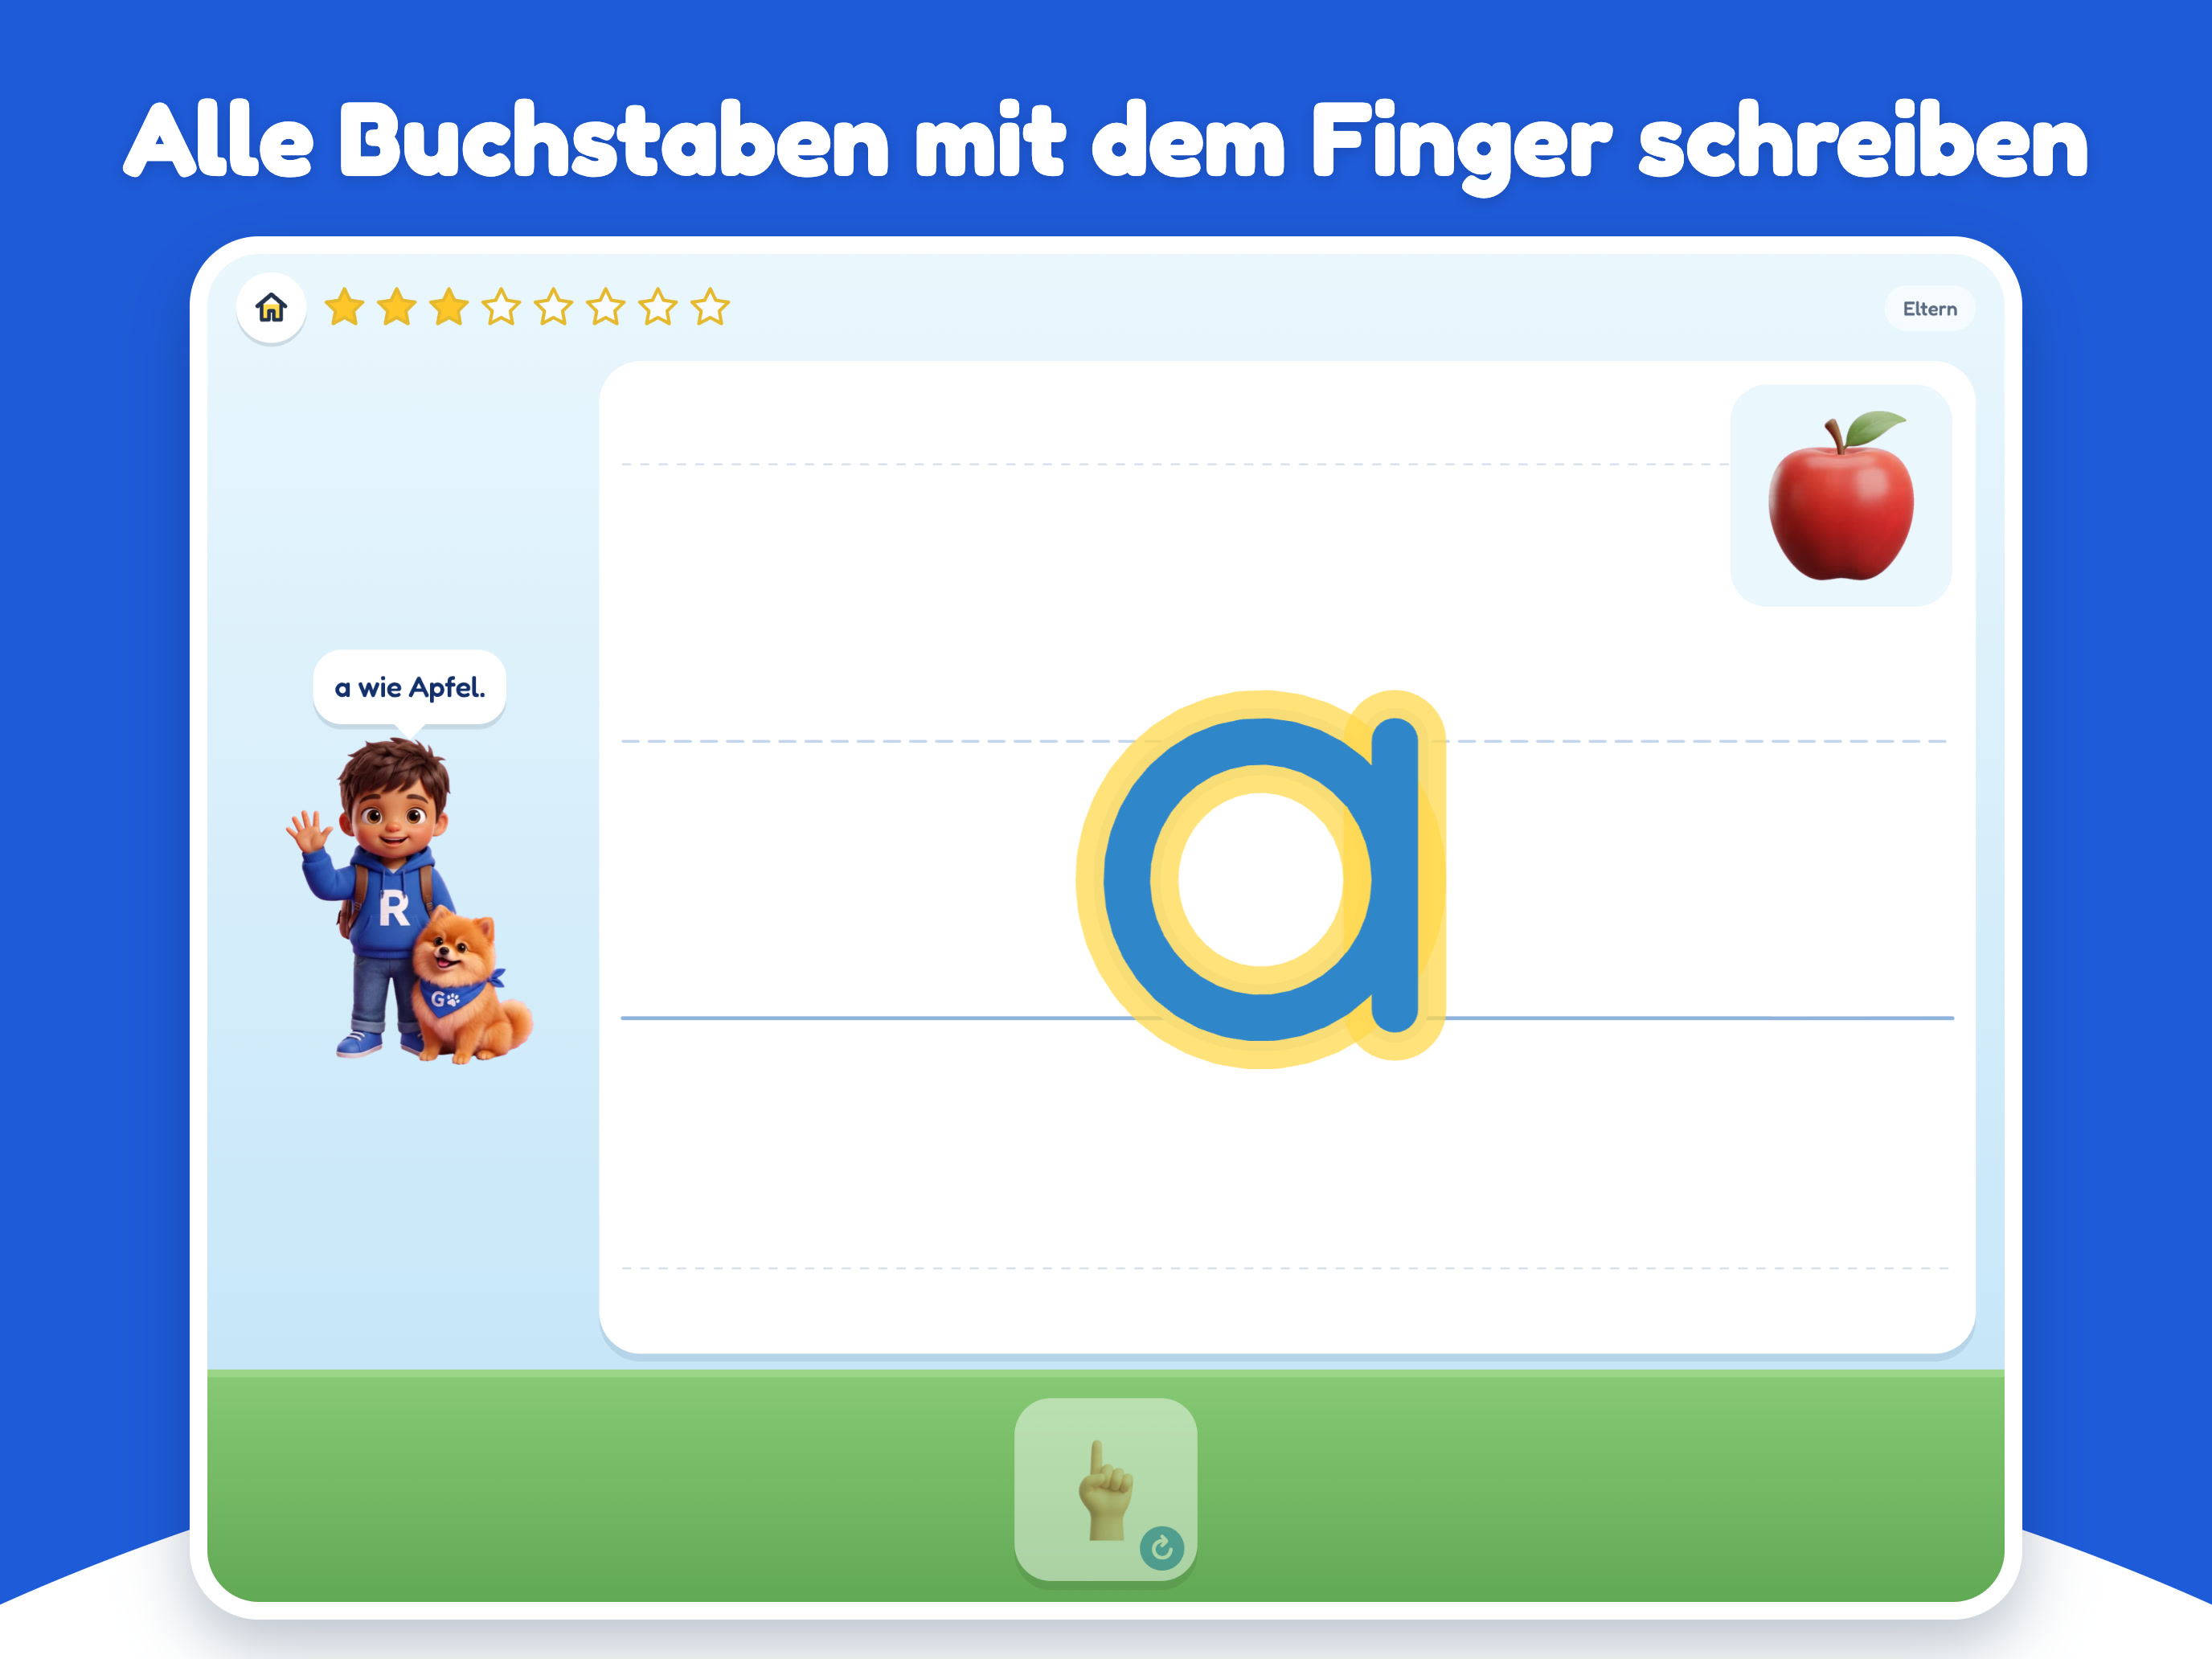 Alle Buchstaben mit dem Finger schreiben
Eltern
a wie Apfel.
a
R
G